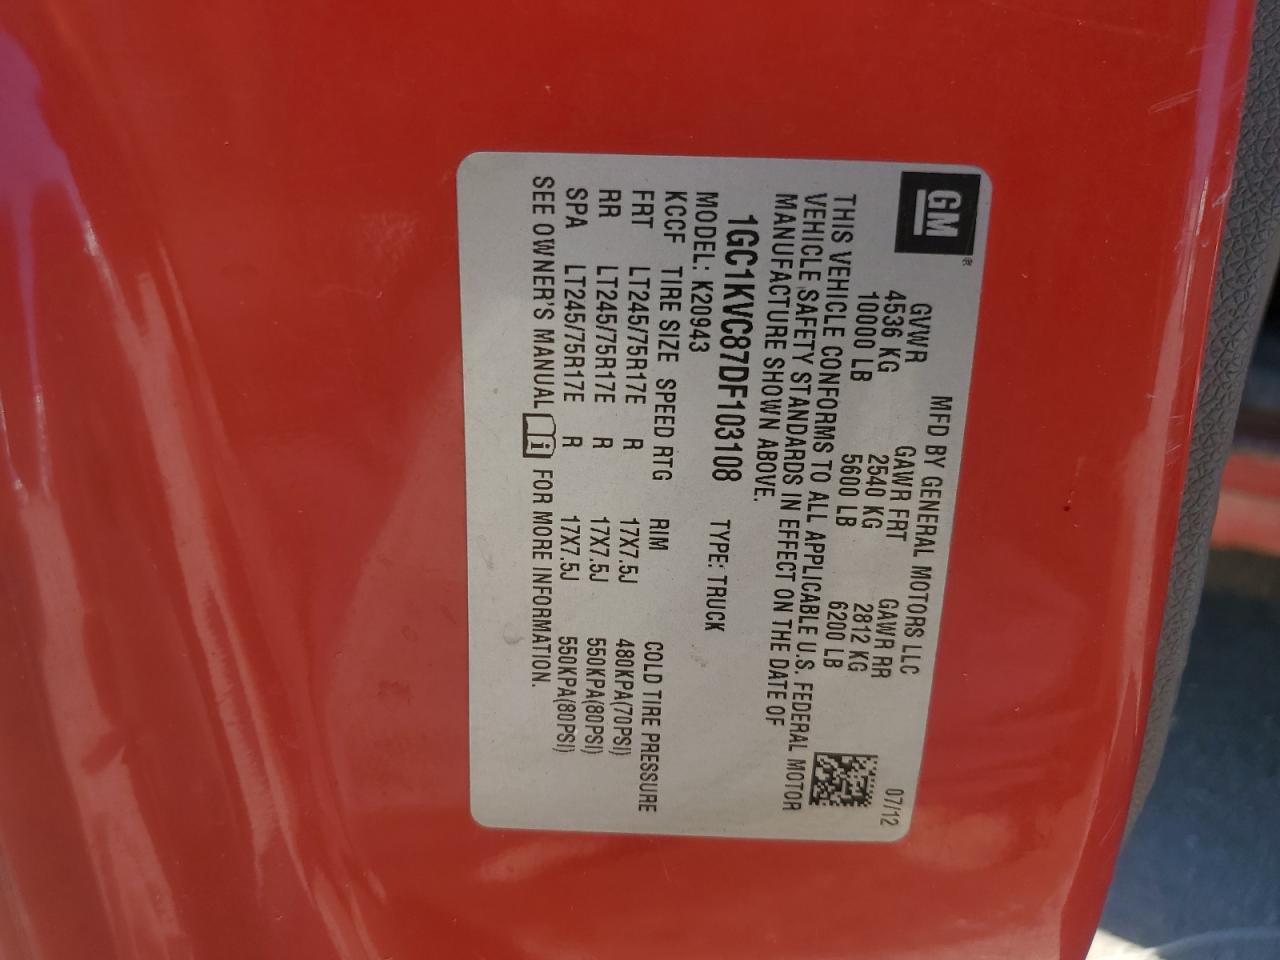 GM®
MFD BY GENERAL MOTORS LLC 07/12
GVWR GAWR FRT GAWR RR
4536 KG 2540 KG 2812 KG
10000 LB 5600 LB 6200 LB
THIS VEHICLE CONFORMS TO ALL APPLICABLE U.S. FEDERAL MOTOR
VEHICLE SAFETY STANDARDS IN EFFECT ON THE DATE OF
MANUFACTURE SHOWN ABOVE.
1GC1KVC87DF103108 TYPE: TRUCK
MODEL: K20943
KCCF TIRE SIZE SPEED RTG RIM COLD TIRE PRESSURE
FRT LT245/75R17E R 17X7.5J 480KPA(70PSI)
RR LT245/75R17E R 17X7.5J 550KPA(80PSI)
SPA LT245/75R17E R 17X7.5J 550KPA(80PSI)
SEE OWNER'S MANUAL i FOR MORE INFORMATION.